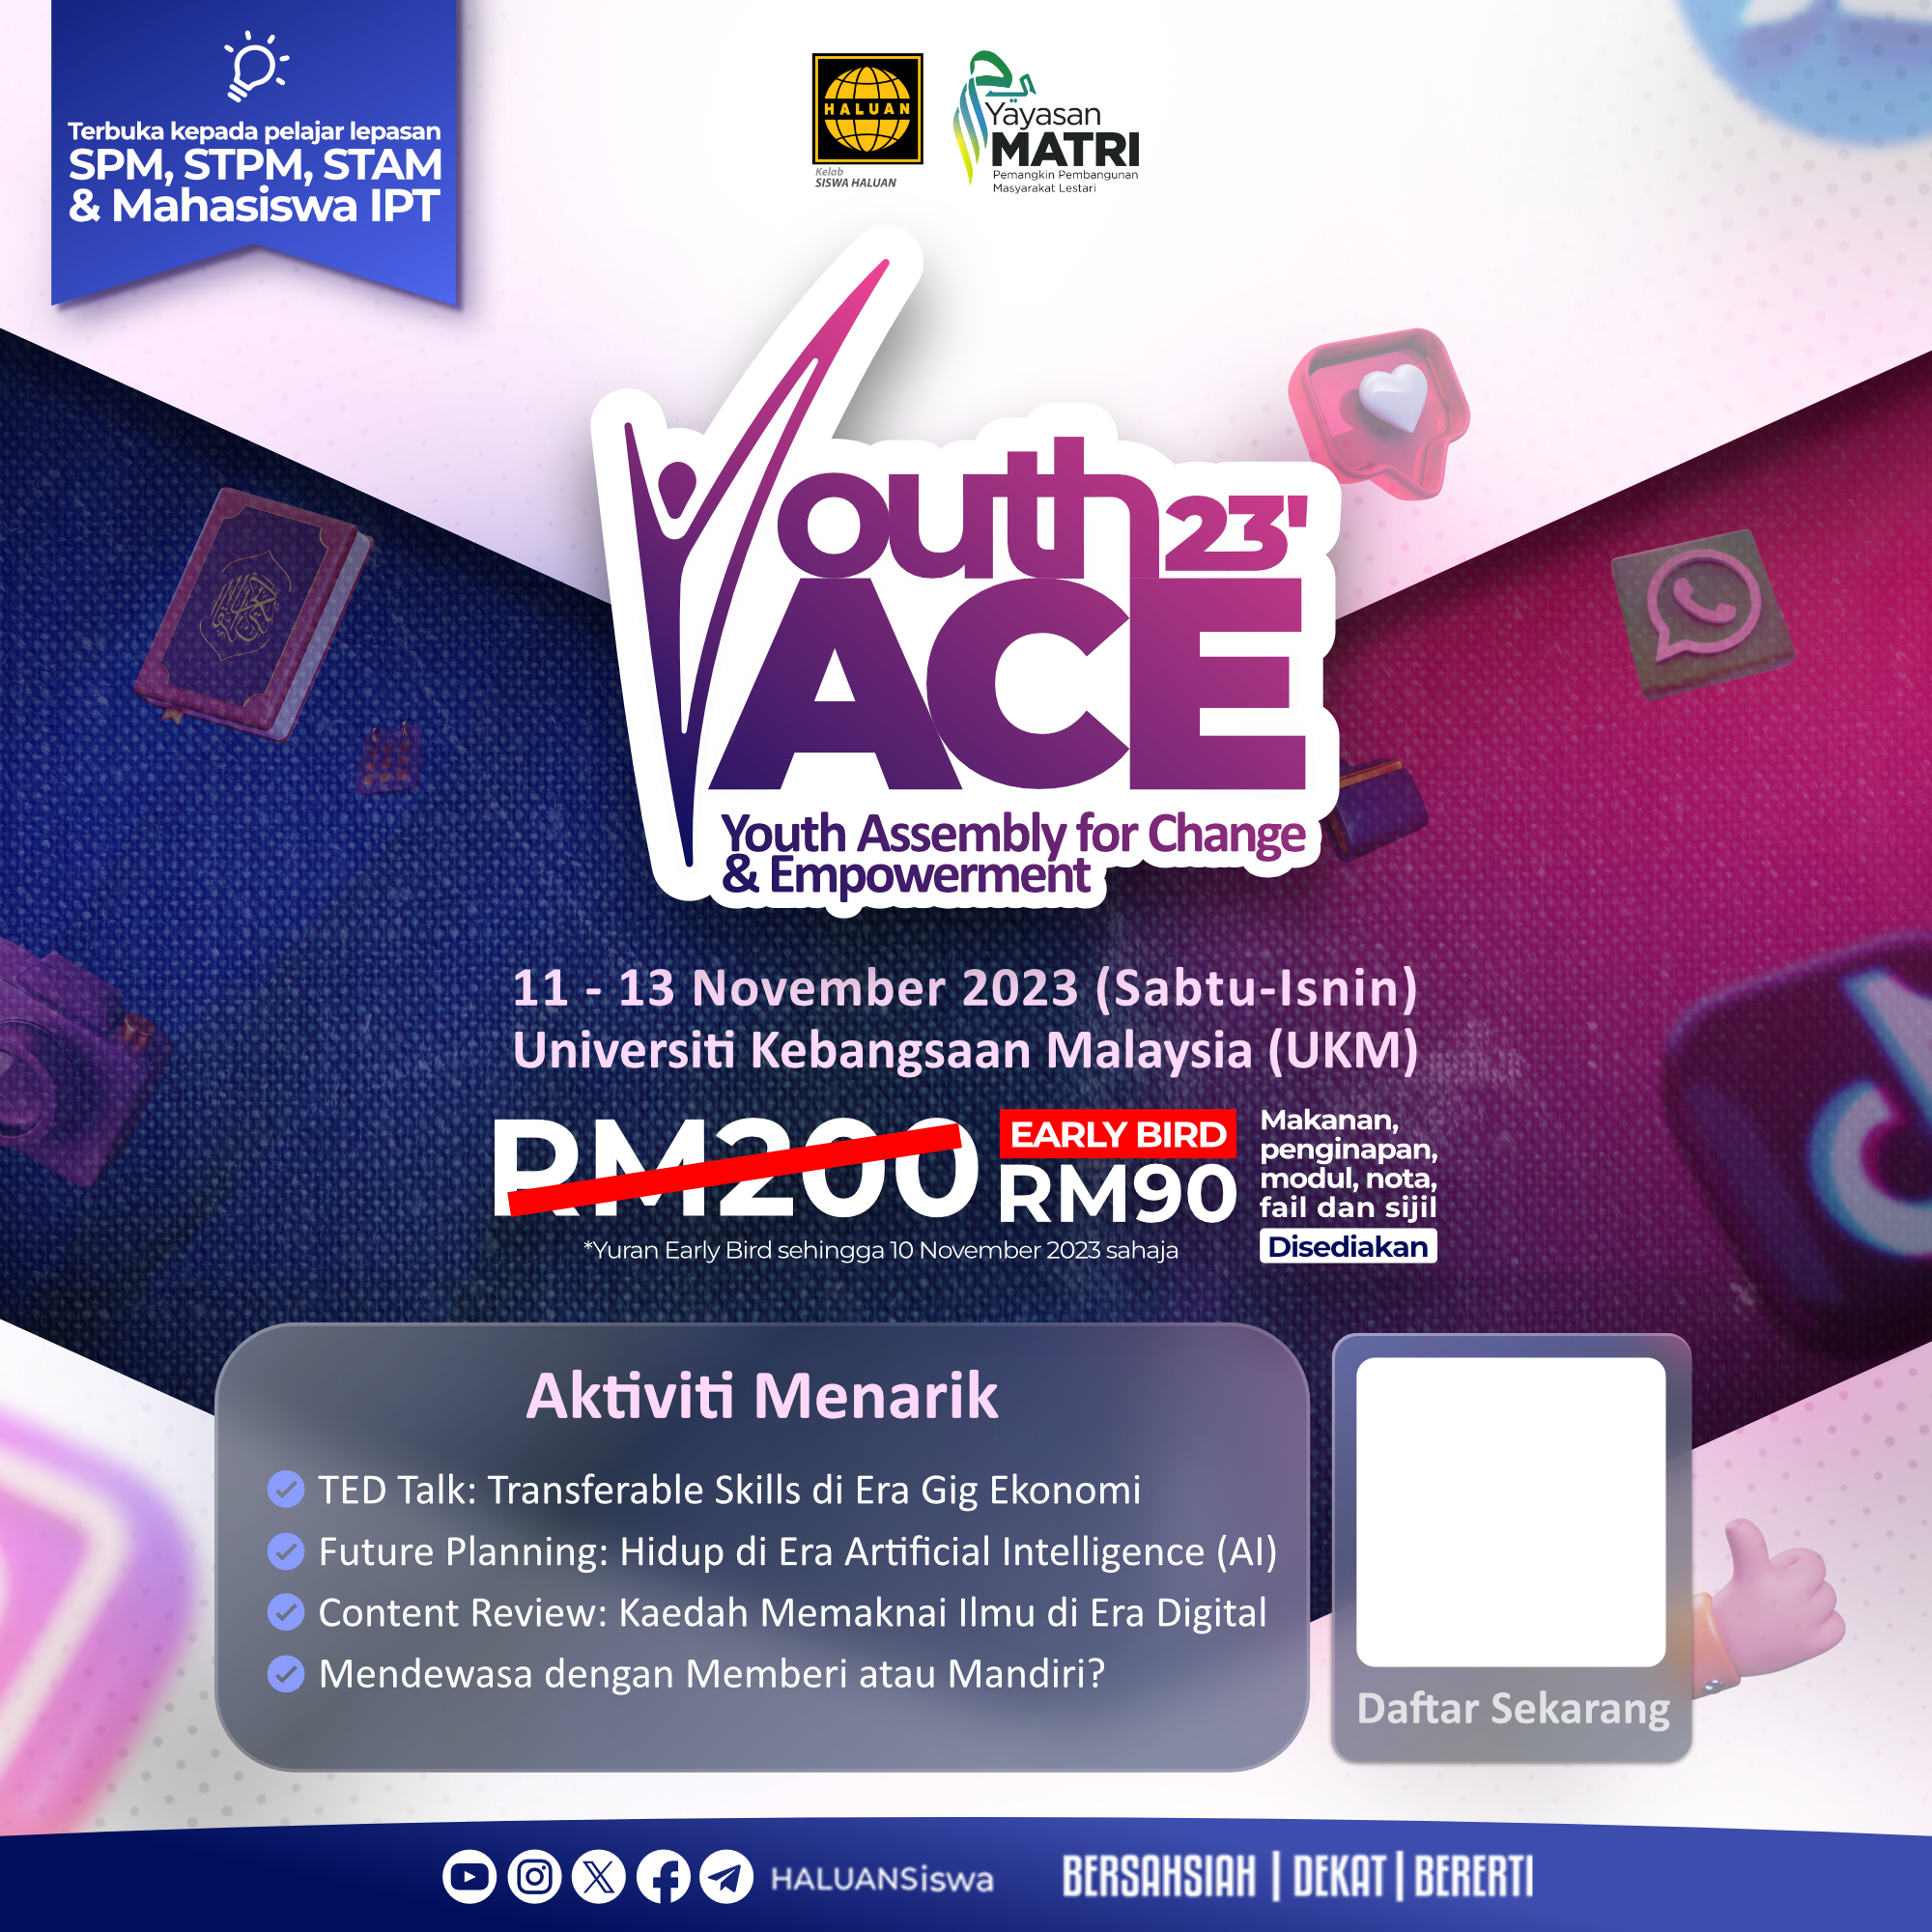 Terbuka kepada pelajar lepasan
SPM, STPM, STAM
& Mahasiswa IPT
HALUAN
Kelab
SISWA HALUAN
Yayasan
MATRI
Pemangkin Pembangunan
Masyarakat Lestari
Youth 23'
ACE
Youth Assembly for Change
& Empowerment
11 - 13 November 2023 (Sabtu-Isnin)
Universiti Kebangsaan Malaysia (UKM)
RM200
EARLY BIRD
RM90
*Yuran Early Bird sehingga 10 November 2023 sahaja
Makanan,
penginapan,
modul, nota,
fail dan sijil
Disediakan
Aktiviti Menarik
TED Talk: Transferable Skills di Era Gig Ekonomi
Future Planning: Hidup di Era Artificial Intelligence (AI)
Content Review: Kaedah Memaknai Ilmu di Era Digital
Mendewasa dengan Memberi atau Mandiri?
Daftar Sekarang
HALUANSiswa
BERSAHSIAH | DEKAT | BERERTI